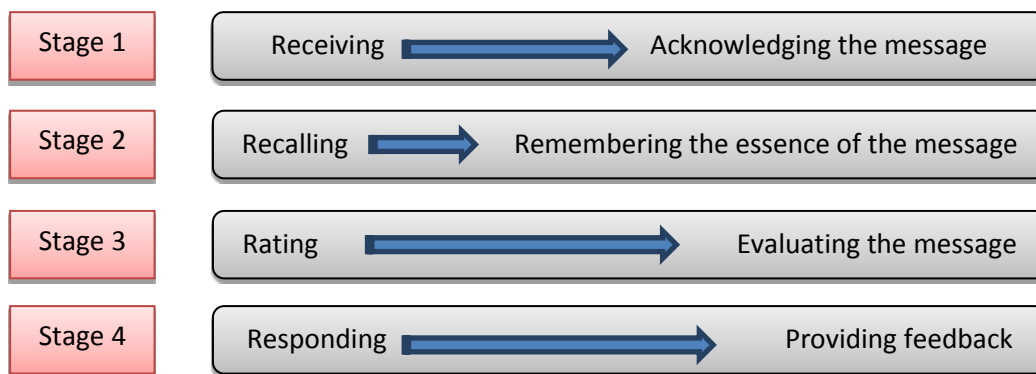 Stage 1
Receiving Acknowledging the message
Stage 2
Recalling Remembering the essence of the message
Stage 3
Rating Evaluating the message
Stage 4
Responding Providing feedback